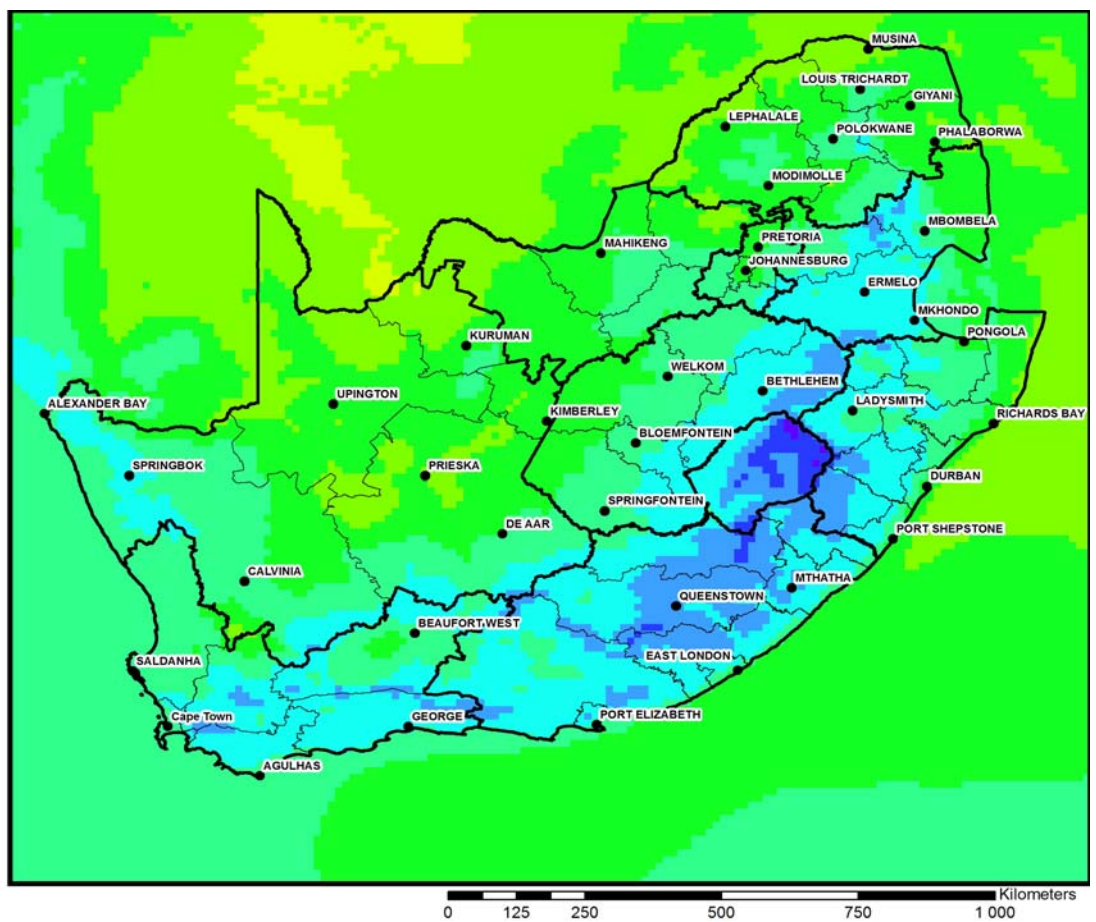 MUSINA
LOUIS TRICHARDT
GIYANI
LEPHALALE
POLOKWANE
PHALABORWA
MODIMOLLE
MBOMBELA
PRETORIA
MAHIKENG
JOHANNESBURG
ERMELO
MKHONDO
KURUMAN
PONGOLA
WELKOM
BETHLEHEM
UPINGTON
ALEXANDER BAY
KIMBERLEY
LADYSMITH
RICHARDS BAY
BLOEMFONTEIN
SPRINGBOK
PRIESKA
DURBAN
SPRINGFONTEIN
DE AAR
PORT SHEPSTONE
CALVINIA
MTHATHA
QUEENSTOWN
BEAUFORT WEST
EAST LONDON
SALDANHA
Cape Town
GEORGE
PORT ELIZABETH
AGULHAS
Kilometers
0 125 250 500 750 1 000